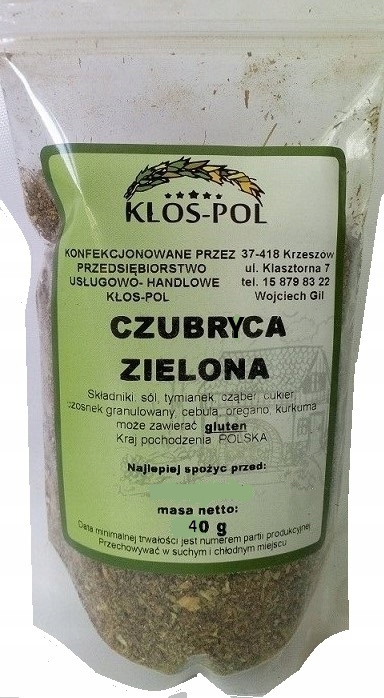 KŁOS-POL
KONFEKCJONOWANE PRZEZ 37-418 Krzeszów
PRZEDSIĘBIORSTWO ul. Klasztorna 7
USŁUGOWO- HANDLOWE tel. 15 879 83 22
KŁOS-POL Wojciech Gil
CZUBRYCA
ZIELONA
Składniki: sól, tymianek, cząber, cukier,
czosnek granulowany, cebula, oregano, kurkuma
może zawierać gluten
Kraj pochodzenia POLSKA
Najlepiej spożyc przed:
masa netto:
40 g
Data minimalnej trwałości jest numerem partii produkcyjnej
Przechowywać w suchym i chłodnym miejscu